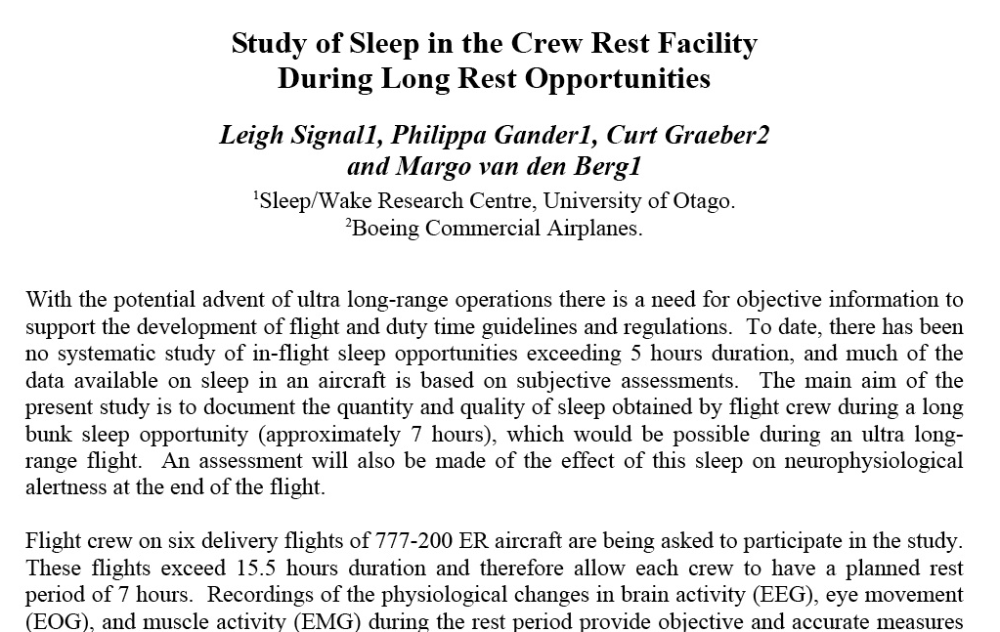 Study of Sleep in the Crew Rest Facility
During Long Rest Opportunities
Leigh Signal1, Philippa Gander1, Curt Graeber2
and Margo van den Berg1
1Sleep/Wake Research Centre, University of Otago.
2Boeing Commercial Airplanes.
With the potential advent of ultra long-range operations there is a need for objective information to
support the development of flight and duty time guidelines and regulations.  To date, there has been
no systematic study of in-flight sleep opportunities exceeding 5 hours duration, and much of the
data available on sleep in an aircraft is based on subjective assessments.  The main aim of the
present study is to document the quantity and quality of sleep obtained by flight crew during a long
bunk sleep opportunity (approximately 7 hours), which would be possible during an ultra long-
range flight.  An assessment will also be made of the effect of this sleep on neurophysiological
alertness at the end of the flight.
Flight crew on six delivery flights of 777-200 ER aircraft are being asked to participate in the study.
These flights exceed 15.5 hours duration and therefore allow each crew to have a planned rest
period of 7 hours.  Recordings of the physiological changes in brain activity (EEG), eye movement
(EOG), and muscle activity (EMG) during the rest period provide objective and accurate measures